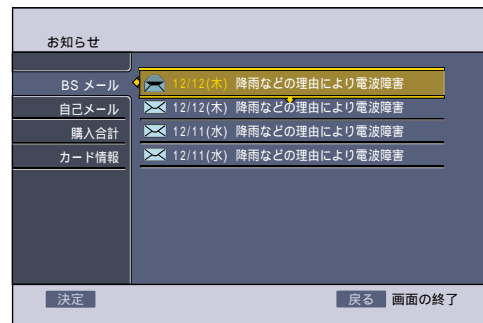 お知らせ
BS メール
自己メール
購入合計
カード情報
12/12(木) 降雨などの理由により電波障害
12/12(木) 降雨などの理由により電波障害
12/11(水) 降雨などの理由により電波障害
12/11(水) 降雨などの理由により電波障害
決定
戻る 画面の終了